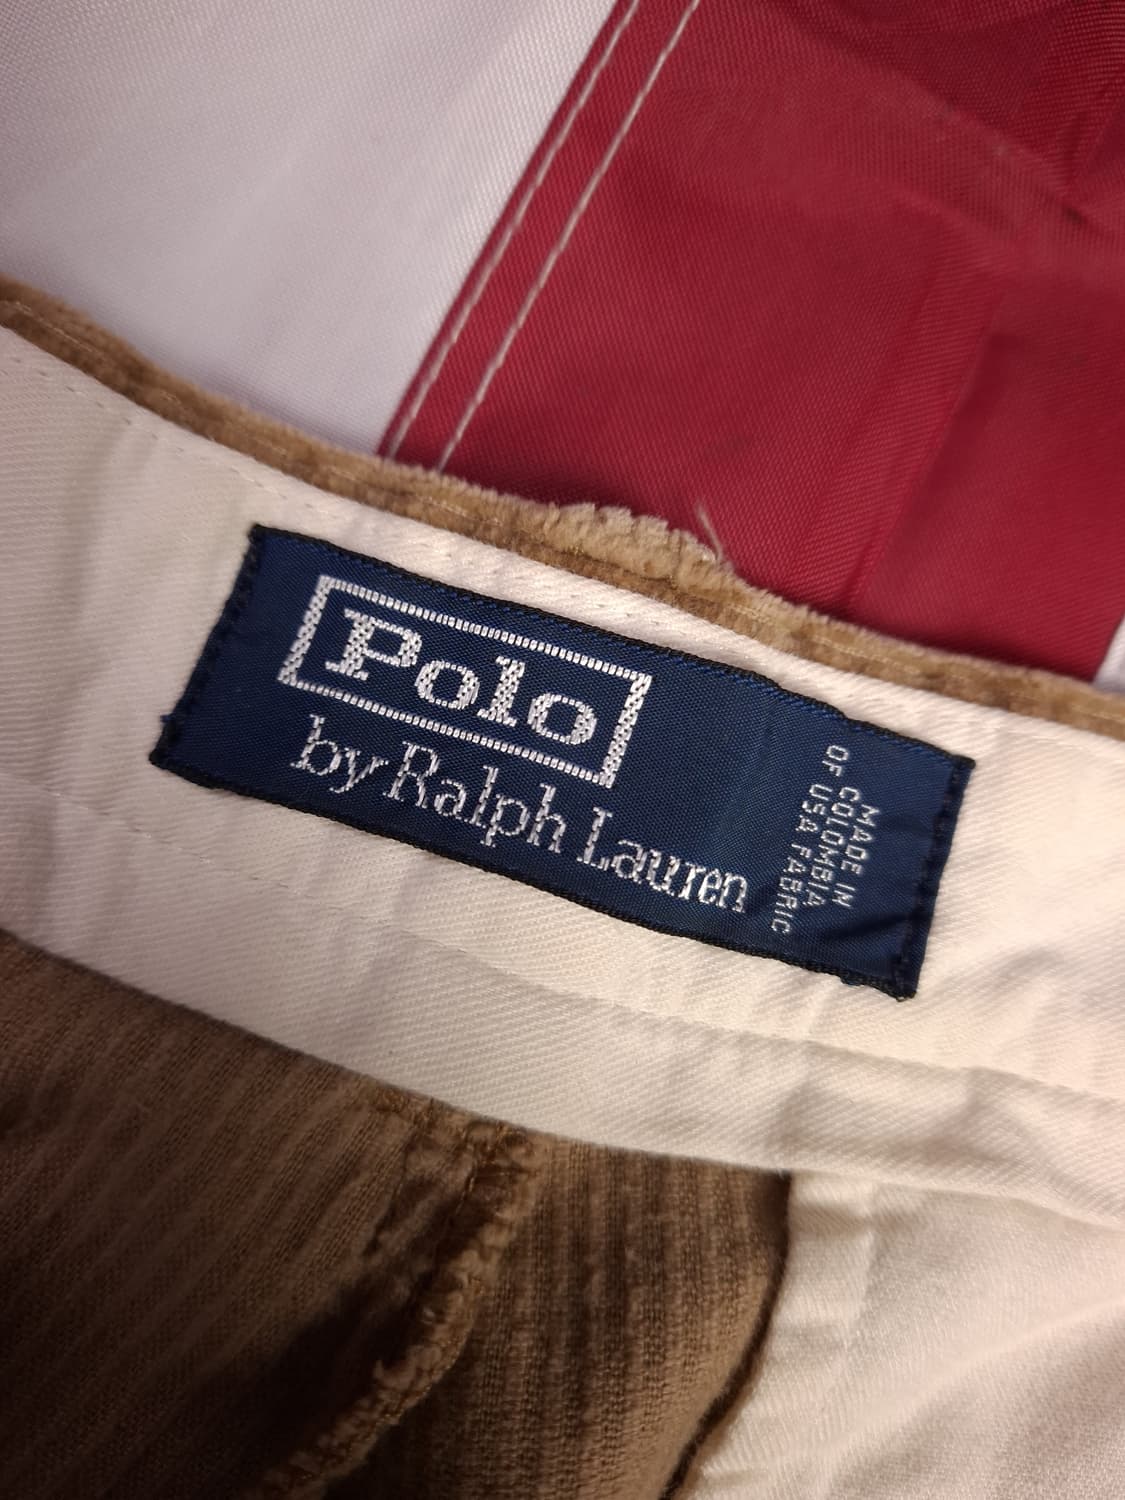 Polo
by Ralph Lauren
MADE IN
COLOMBIA
OF USA FABRIC